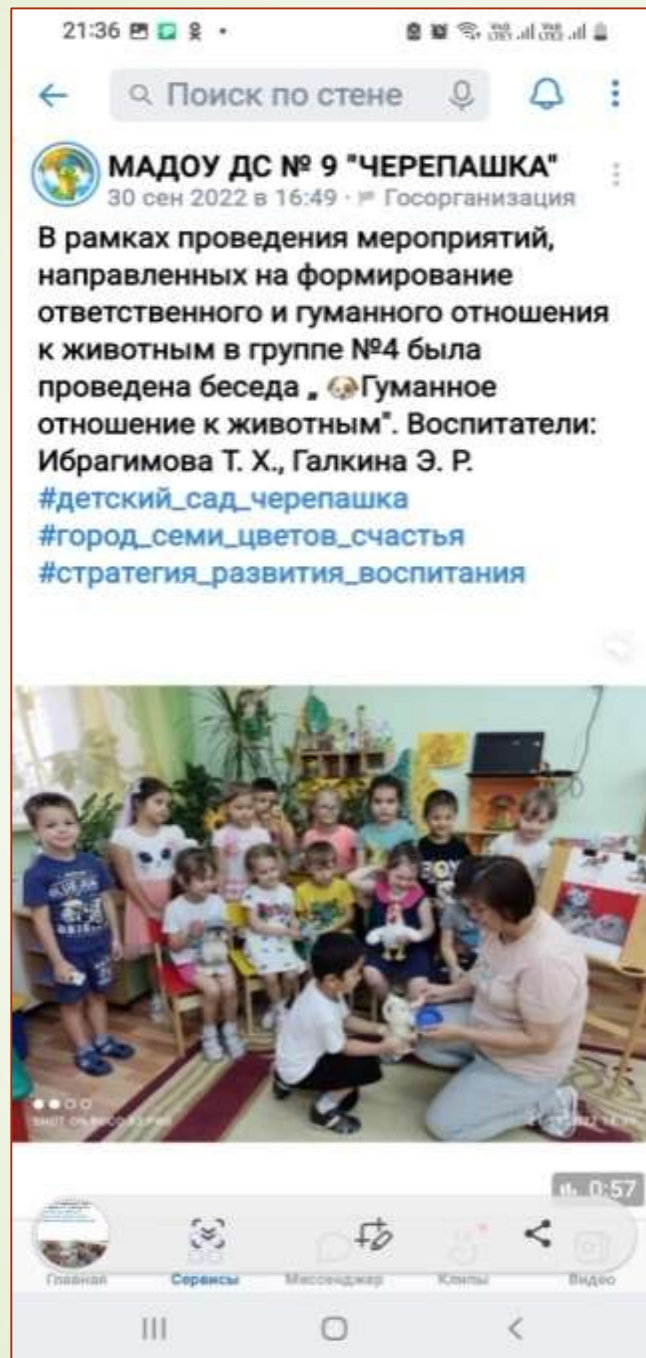 21:36
Поиск по стене
МАДОУ ДС № 9 "ЧЕРЕПАШКА"
30 сен 2022 в 16:49 · Госорганизация
В рамках проведения мероприятий,
направленных на формирование
ответственного и гуманного отношения
к животным в группе №4 была
проведена беседа „ 🐶Гуманное
отношение к животным". Воспитатели:
Ибрагимова Т. Х., Галкина Э. Р.
#детский_сад_черепашка
#город_семи_цветов_счастья
#стратегия_развития_воспитания
SHOT ON
0:57
Главная Сервисы Мессенджер Клипы Видео